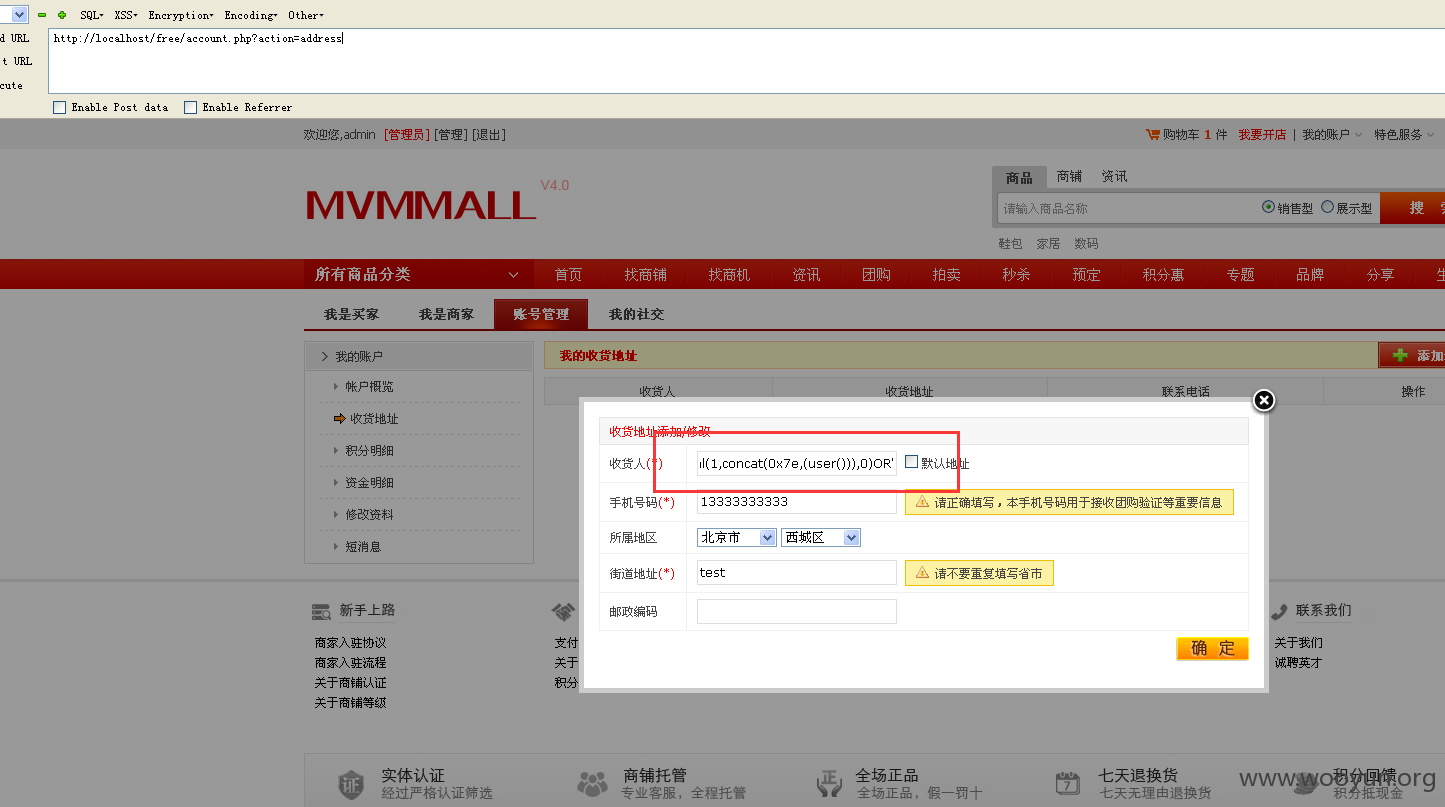 SQL▾ XSS▾ Encryption▾ Encoding▾ Other▾
d URL
http://localhost/free/account.php?action=address
t URL
cute
Enable Post data Enable Referrer
欢迎您,admin [管理员] [管理] [退出]
购物车 1 件 我要开店 | 我的账户 特色服务
MVMMALL V4.0
商品 商铺 资讯
请输入商品名称 销售型 展示型 搜
鞋包 家居 数码
所有商品分类 首页 找商铺 找商机 资讯 团购 拍卖 秒杀 预定 积分惠 专题 品牌 分享
我是买家 我是商家 账号管理 我的社交
我的账户
帐户概览
收货地址
积分明细
资金明细
修改资料
短消息
我的收货地址 添加
收货人 收货地址 联系电话 操作
收货地址添加/修改
收货人(*) l(1,concat(0x7e,(user())),0)OR' 默认地址
手机号码(*) 13333333333 请正确填写，本手机号码用于接收团购验证等重要信息
所属地区 北京市 西城区
街道地址(*) test 请不要重复填写省市
邮政编码
确 定
新手上路
商家入驻协议
商家入驻流程
关于商铺认证
关于商铺等级
支付
关于
积分
联系我们
关于我们
诚聘英才
证
实体认证
经过严格认证筛选
商铺托管
专业客服，全程托管
正
全场正品
全场正品，假一罚十
7
七天退换货
七天无理由退换货
积分回馈
积分抵现金
www.wooyun.org